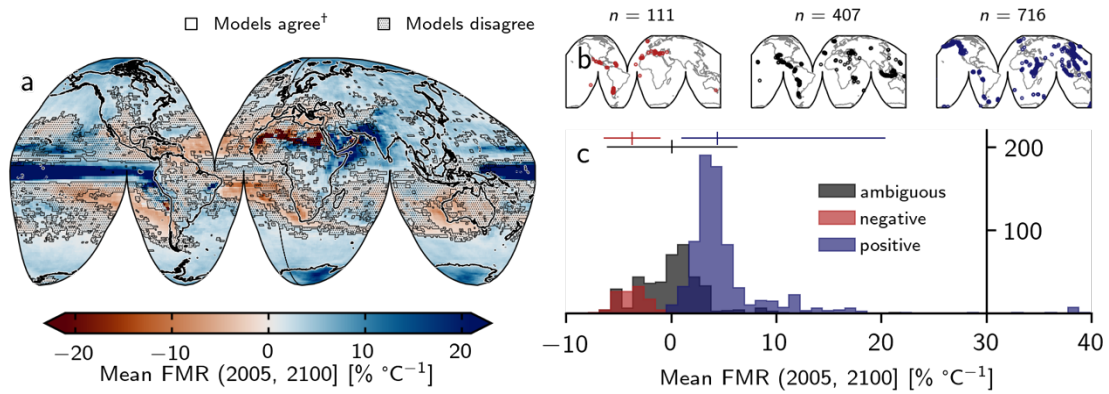 Models agree†
Models disagree
a
−20
−10
0
10
20
Mean FMR (2005, 2100) [% °C⁻¹]
n = 111
n = 407
n = 716
b
c
200
100
ambiguous
negative
positive
−10
0
10
20
30
40
Mean FMR (2005, 2100) [% °C⁻¹]